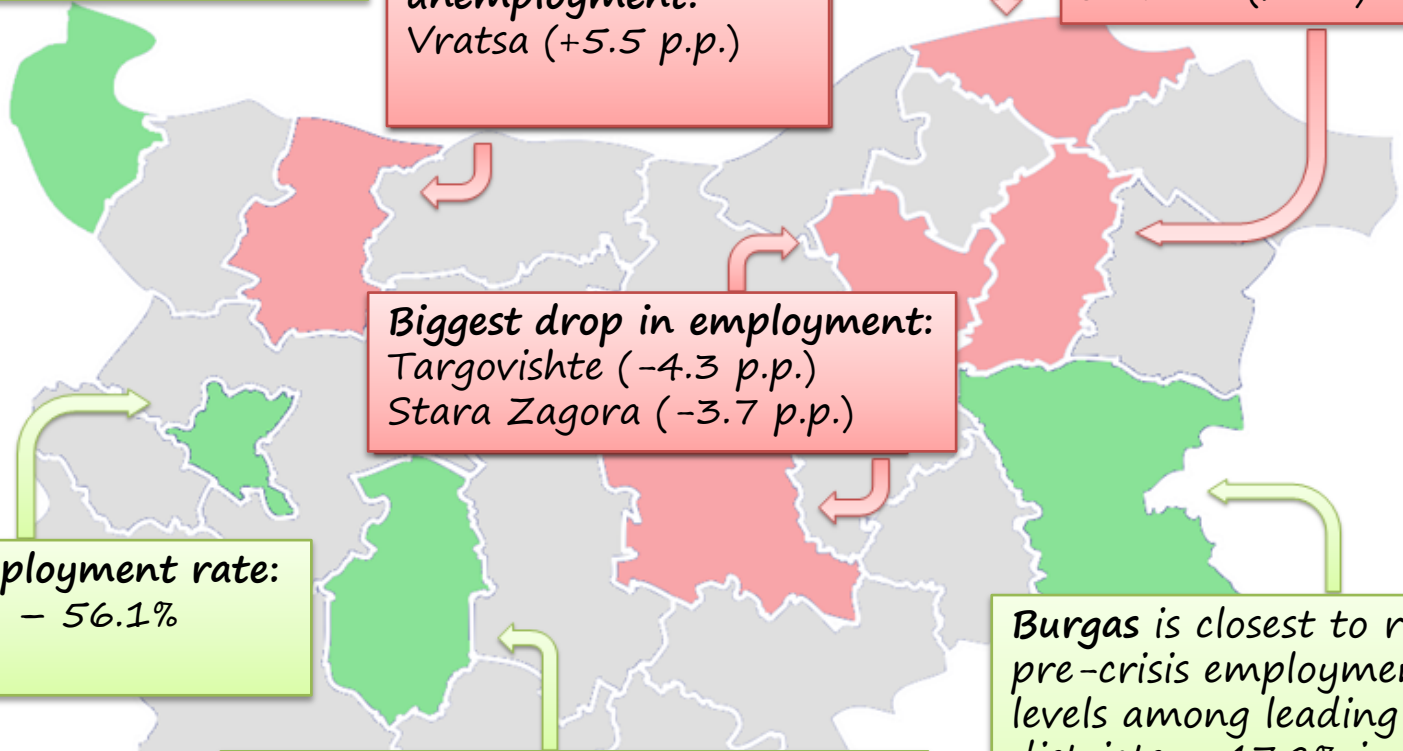 unemployment:
Vratsa (+5.5 p.p.)
Biggest drop in employment:
Targovishte (-4.3 p.p.)
Stara Zagora (-3.7 p.p.)
ployment rate:
– 56.1%
Burgas is closest to r
pre-crisis employme
levels among leading